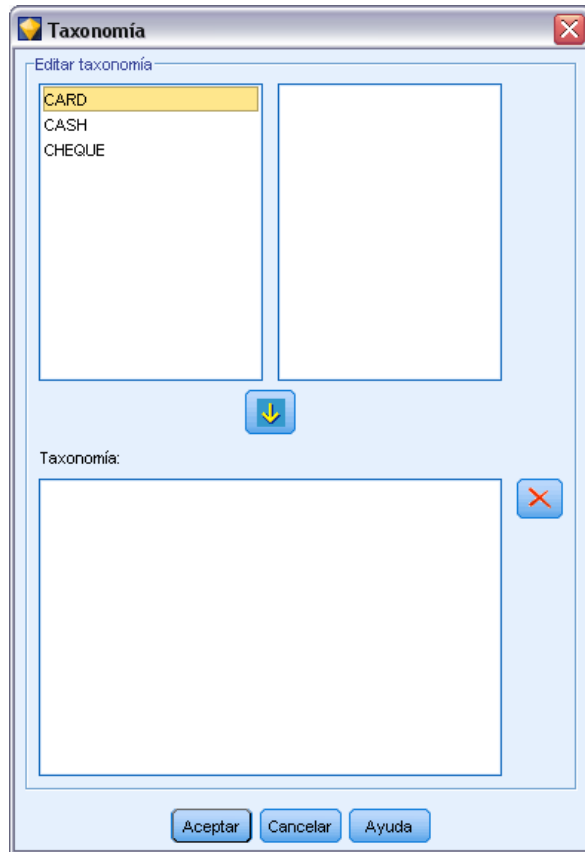 Taxonomía
Editar taxonomía
CARD
CASH
CHEQUE
Taxonomía:
Aceptar Cancelar Ayuda